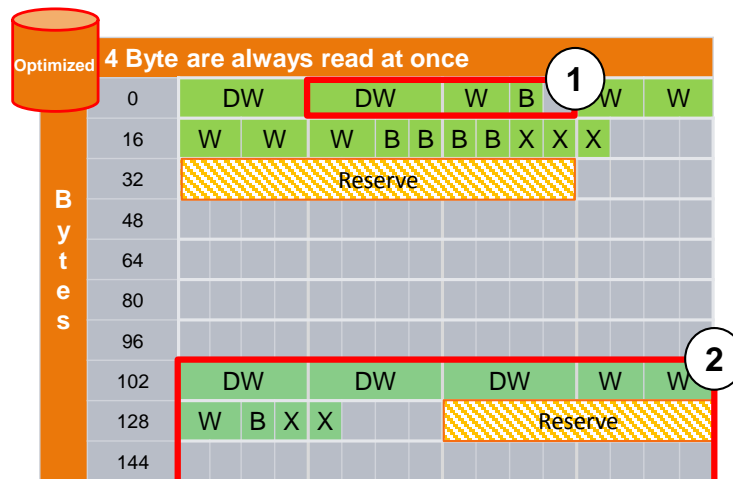 Optimized
4 Byte are always read at once
1
0 DW DW W B W W
16 W W W B B B B X X X
32 Reserve
48
64
80
96
2
102 DW DW DW W W
128 W B X X Reserve
144
Bytes